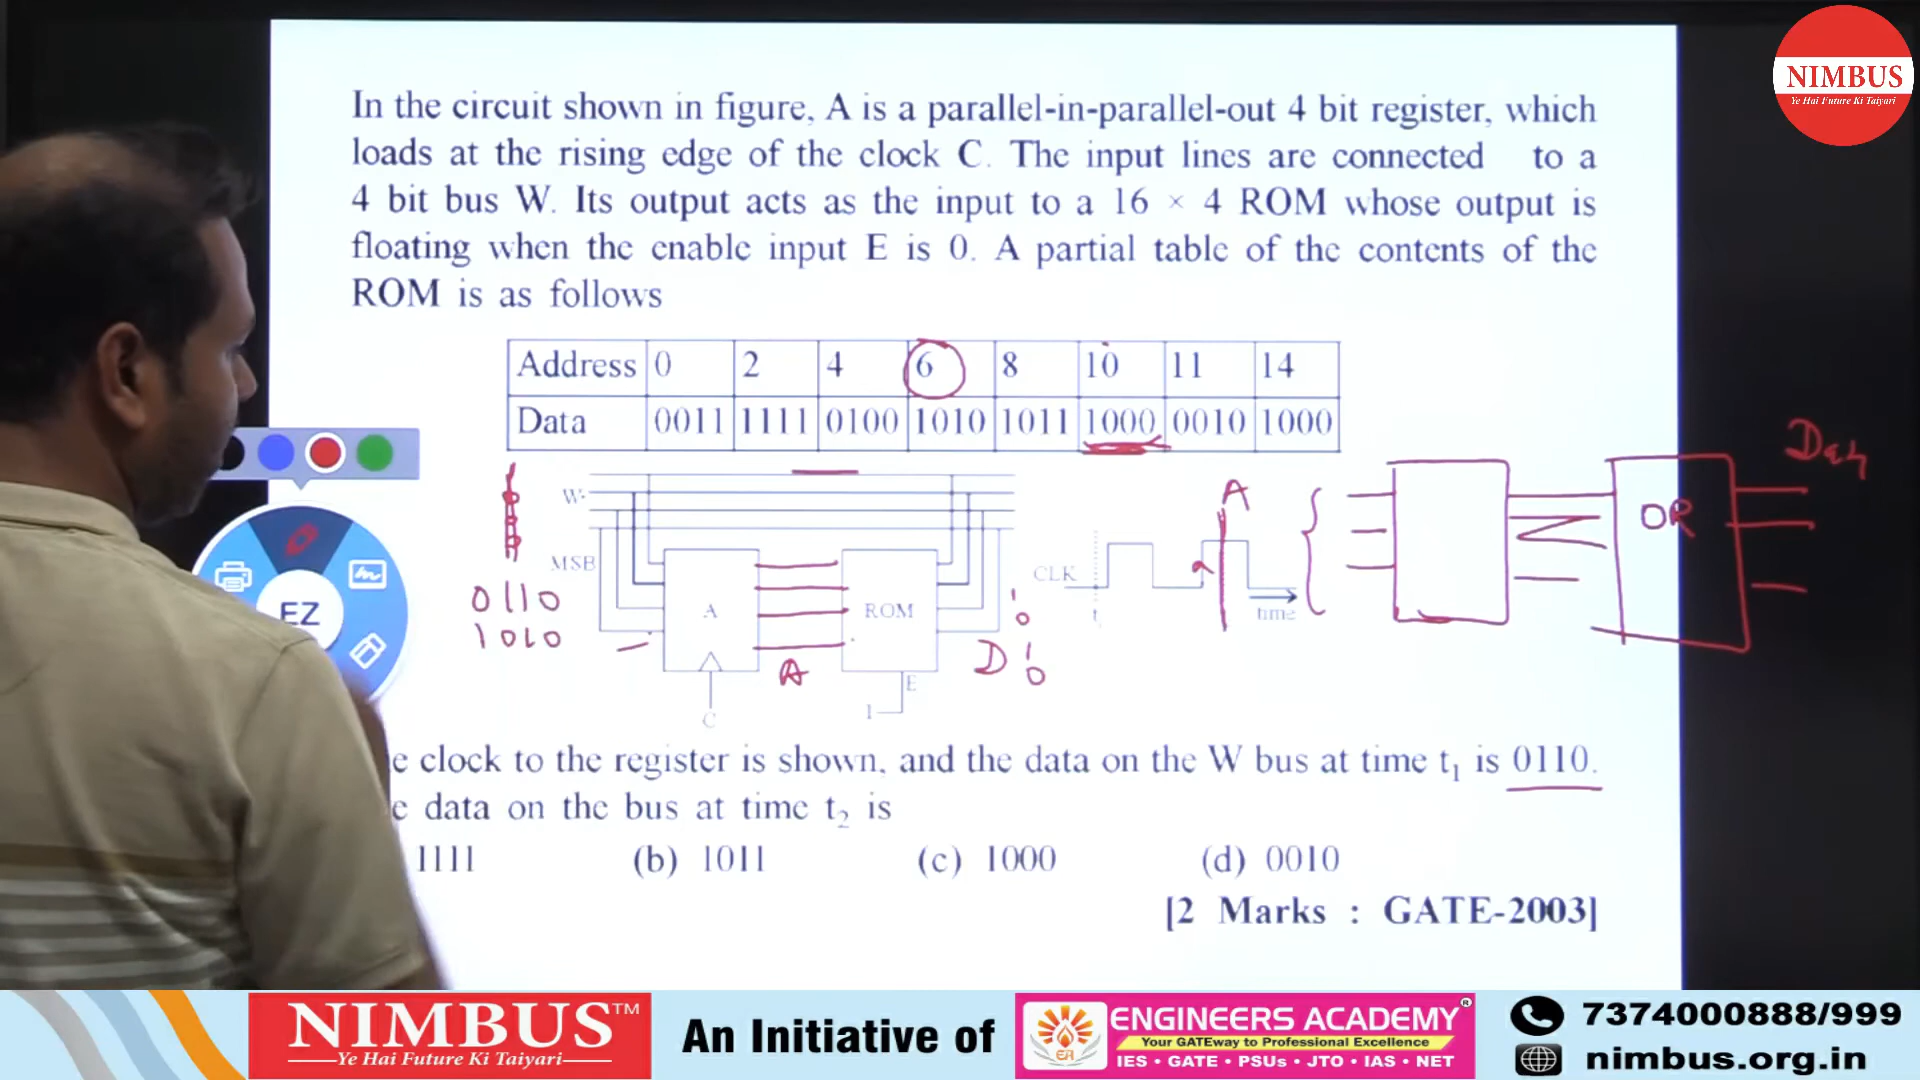 NIMBUS
Ye Hai Future Ki Taiyari
In the circuit shown in figure, A is a parallel-in-parallel-out 4 bit register, which
loads at the rising edge of the clock C. The input lines are connected to a
4 bit bus W. Its output acts as the input to a 16 × 4 ROM whose output is
floating when the enable input E is 0. A partial table of the contents of the
ROM is as follows
Address 0 2 4 6 8 10 11 14
Data 0011 1111 0100 1010 1011 1000 0010 1000
W
MSB
0110
1010
A
ROM
A
C
1
E
D
1
0
1
0
CLK
A
time
OR
EZ
e clock to the register is shown, and the data on the W bus at time t₁ is 0110.
e data on the bus at time t₂ is
1111 (b) 1011 (c) 1000 (d) 0010
[2 Marks : GATE-2003]
NIMBUS™
Ye Hai Future Ki Taiyari
An Initiative of
ENGINEERS ACADEMY®
Your GATEway to Professional Excellence
IES • GATE • PSUs • JTO • IAS • NET
EA
7374000888/999
nimbus.org.in